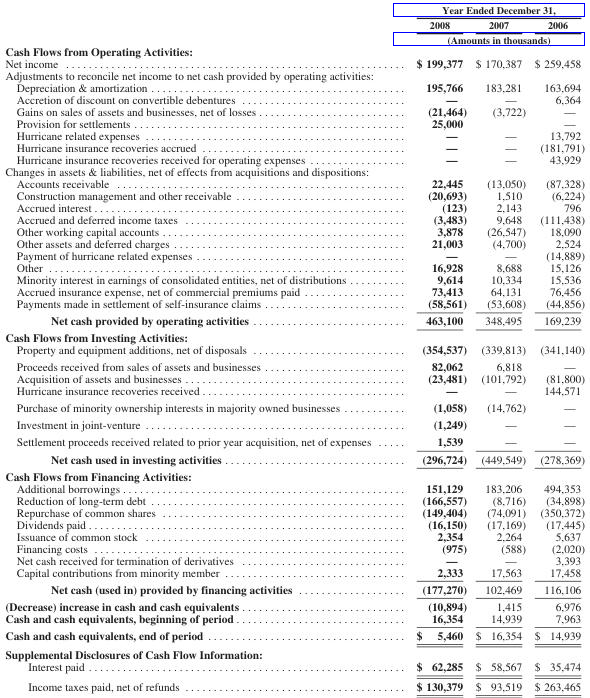 Year Ended December 31,
2008 2007 2006
(Amounts in thousands)
Cash Flows from Operating Activities:
Net income $ 199,377 $ 170,387 $ 259,458
Adjustments to reconcile net income to net cash provided by operating activities:
Depreciation & amortization 195,766 183,281 163,694
Accretion of discount on convertible debentures — — 6,364
Gains on sales of assets and businesses, net of losses (21,464) (3,722) —
Provision for settlements 25,000 —
Hurricane related expenses — — 13,792
Hurricane insurance recoveries accrued — — (181,791)
Hurricane insurance recoveries received for operating expenses — — 43,929
Changes in assets & liabilities, net of effects from acquisitions and dispositions:
Accounts receivable 22,445 (13,050) (87,328)
Construction management and other receivable (20,693) 1,510 (6,224)
Accrued interest (123) 2,143 796
Accrued and deferred income taxes (3,483) 9,648 (111,438)
Other working capital accounts 3,878 (26,547) 18,090
Other assets and deferred charges 21,003 (4,700) 2,524
Payment of hurricane related expenses — — (14,889)
Other 16,928 8,688 15,126
Minority interest in earnings of consolidated entities, net of distributions 9,614 10,334 15,536
Accrued insurance expense, net of commercial premiums paid 73,413 64,131 76,456
Payments made in settlement of self-insurance claims (58,561) (53,608) (44,856)
Net cash provided by operating activities 463,100 348,495 169,239
Cash Flows from Investing Activities:
Property and equipment additions, net of disposals (354,537) (339,813) (341,140)
Proceeds received from sales of assets and businesses 82,062 6,818 —
Acquisition of assets and businesses (23,481) (101,792) (81,800)
Hurricane insurance recoveries received — — 144,571
Purchase of minority ownership interests in majority owned businesses (1,058) (14,762) —
Investment in joint-venture (1,249) — —
Settlement proceeds received related to prior year acquisition, net of expenses 1,539 — —
Net cash used in investing activities (296,724) (449,549) (278,369)
Cash Flows from Financing Activities:
Additional borrowings 151,129 183,206 494,353
Reduction of long-term debt (166,557) (8,716) (34,898)
Repurchase of common shares (149,404) (74,091) (350,372)
Dividends paid (16,150) (17,169) (17,445)
Issuance of common stock 2,354 2,264 5,637
Financing costs (975) (588) (2,020)
Net cash received for termination of derivatives — — 3,393
Capital contributions from minority member 2,333 17,563 17,458
Net cash (used in) provided by financing activities (177,270) 102,469 116,106
(Decrease) increase in cash and cash equivalents (10,894) 1,415 6,976
Cash and cash equivalents, beginning of period 16,354 14,939 7,963
Cash and cash equivalents, end of period $ 5,460 $ 16,354 $ 14,939
Supplemental Disclosures of Cash Flow Information:
Interest paid $ 62,285 $ 58,567 $ 35,474
Income taxes paid, net of refunds $ 130,379 $ 93,519 $ 263,465